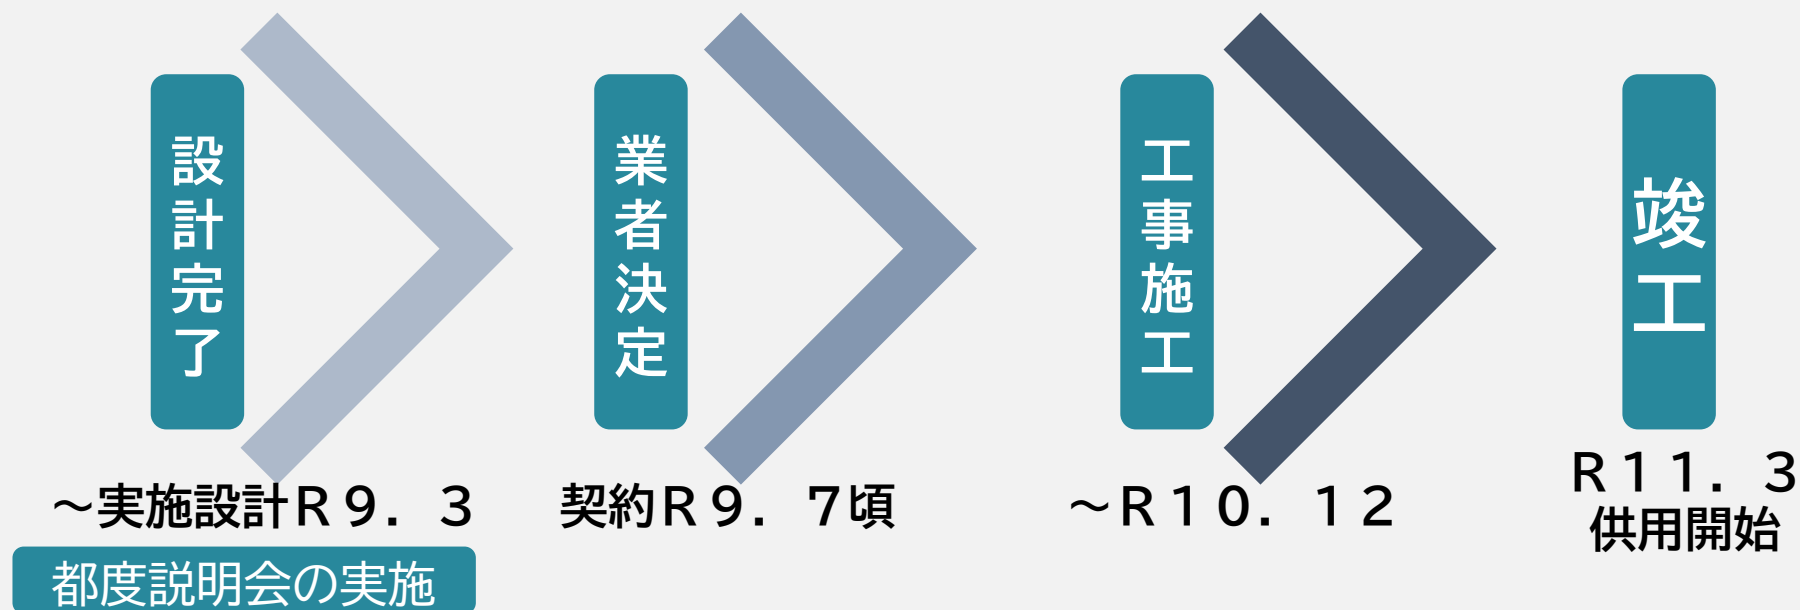 設計完了
～実施設計Ｒ９．３
都度説明会の実施
業者決定
契約Ｒ９．７頃
工事施工
～Ｒ１０．１２
竣工
Ｒ１１．３
供用開始